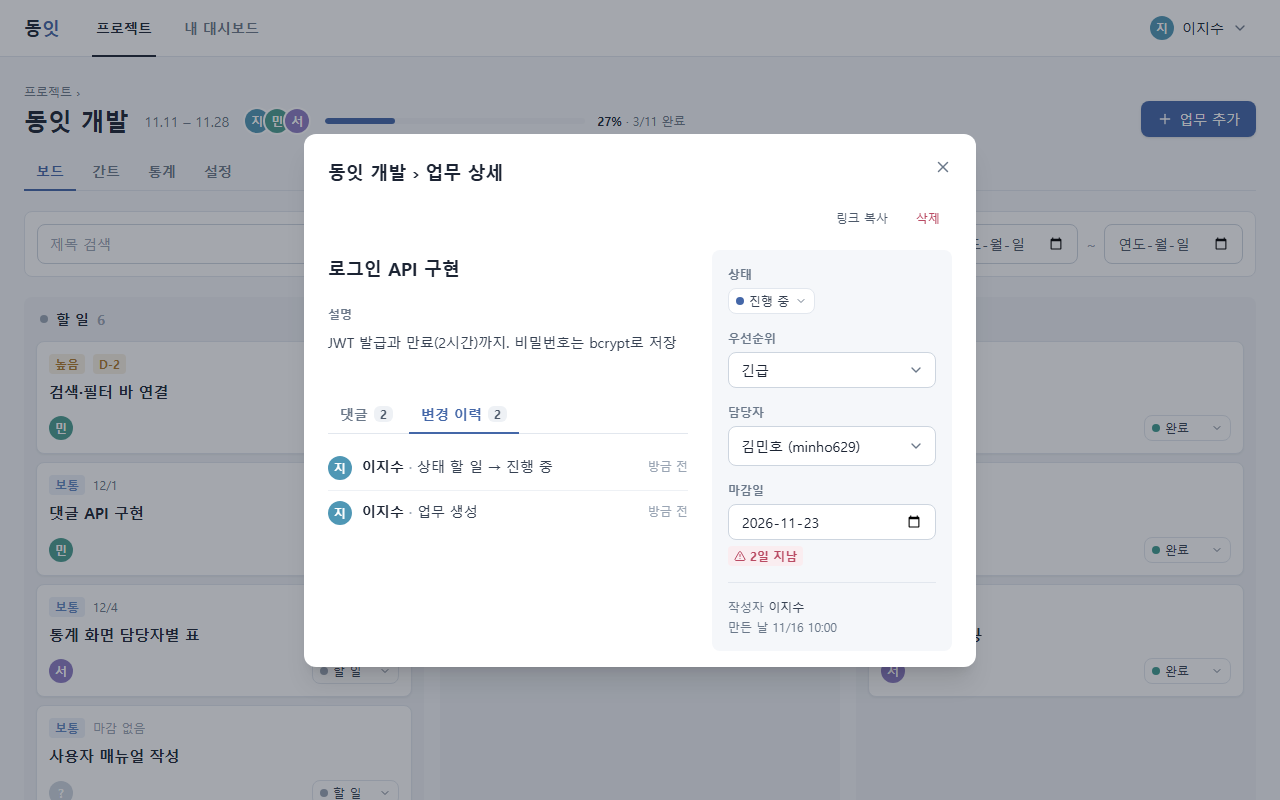 동잇 프로젝트 내 대시보드 지 이지수
프로젝트 ›
동잇 개발 11.11 – 11.28 지 민 서 27% · 3/11 완료 + 업무 추가
보드 간트 통계 설정
제목 검색 -월-일 ~ 연도-월-일
할 일 6
높음 D-2
검색·필터 바 연결
민 완료
보통 12/1
댓글 API 구현
민 완료
보통 12/4
통계 화면 담당자별 표
서 할 일 서 완료
보통 마감 없음
사용자 매뉴얼 작성
? 할 일
동잇 개발 › 업무 상세
링크 복사 삭제
로그인 API 구현
설명
JWT 발급과 만료(2시간)까지. 비밀번호는 bcrypt로 저장
댓글 2 변경 이력 2
지 이지수 · 상태 할 일 → 진행 중 방금 전
지 이지수 · 업무 생성 방금 전
상태
진행 중
우선순위
긴급
담당자
김민호 (minho629)
마감일
2026-11-23
2일 지남
작성자 이지수
만든 날 11/16 10:00